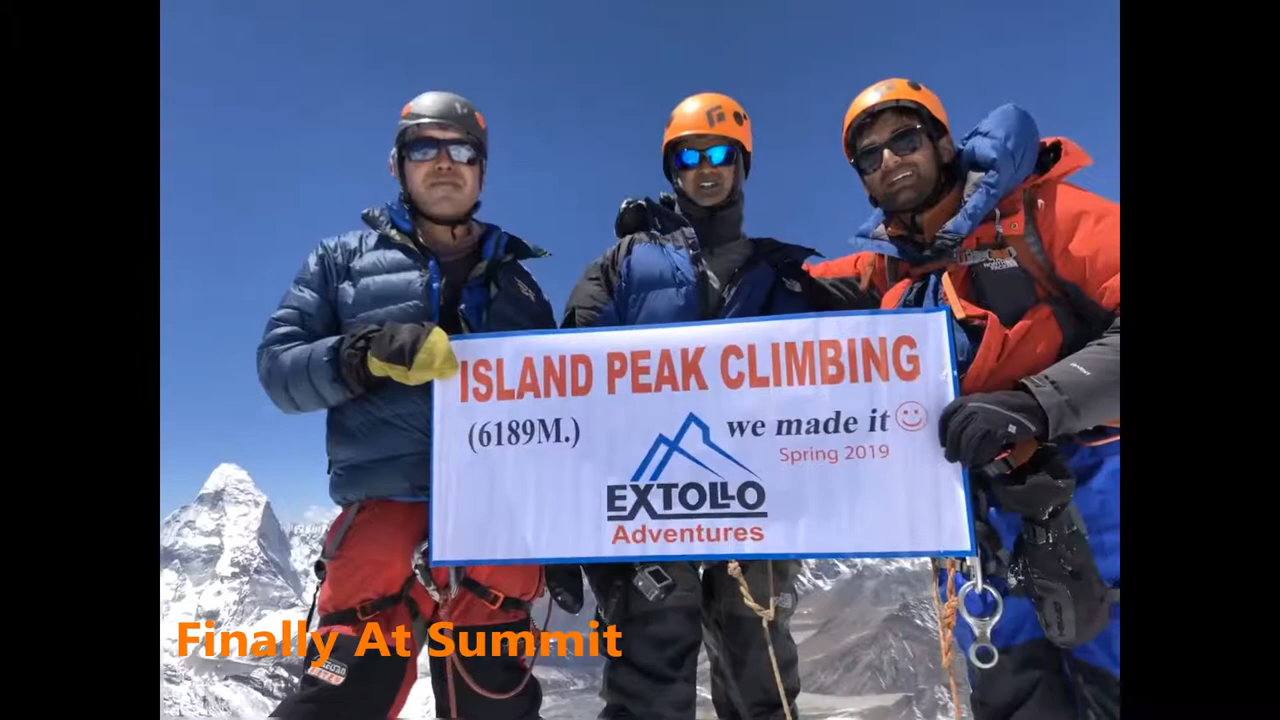 ISLAND PEAK CLIMBING
(6189M.)
we made it
Spring 2019
EXTOLLO
Adventures
Finally At Summit